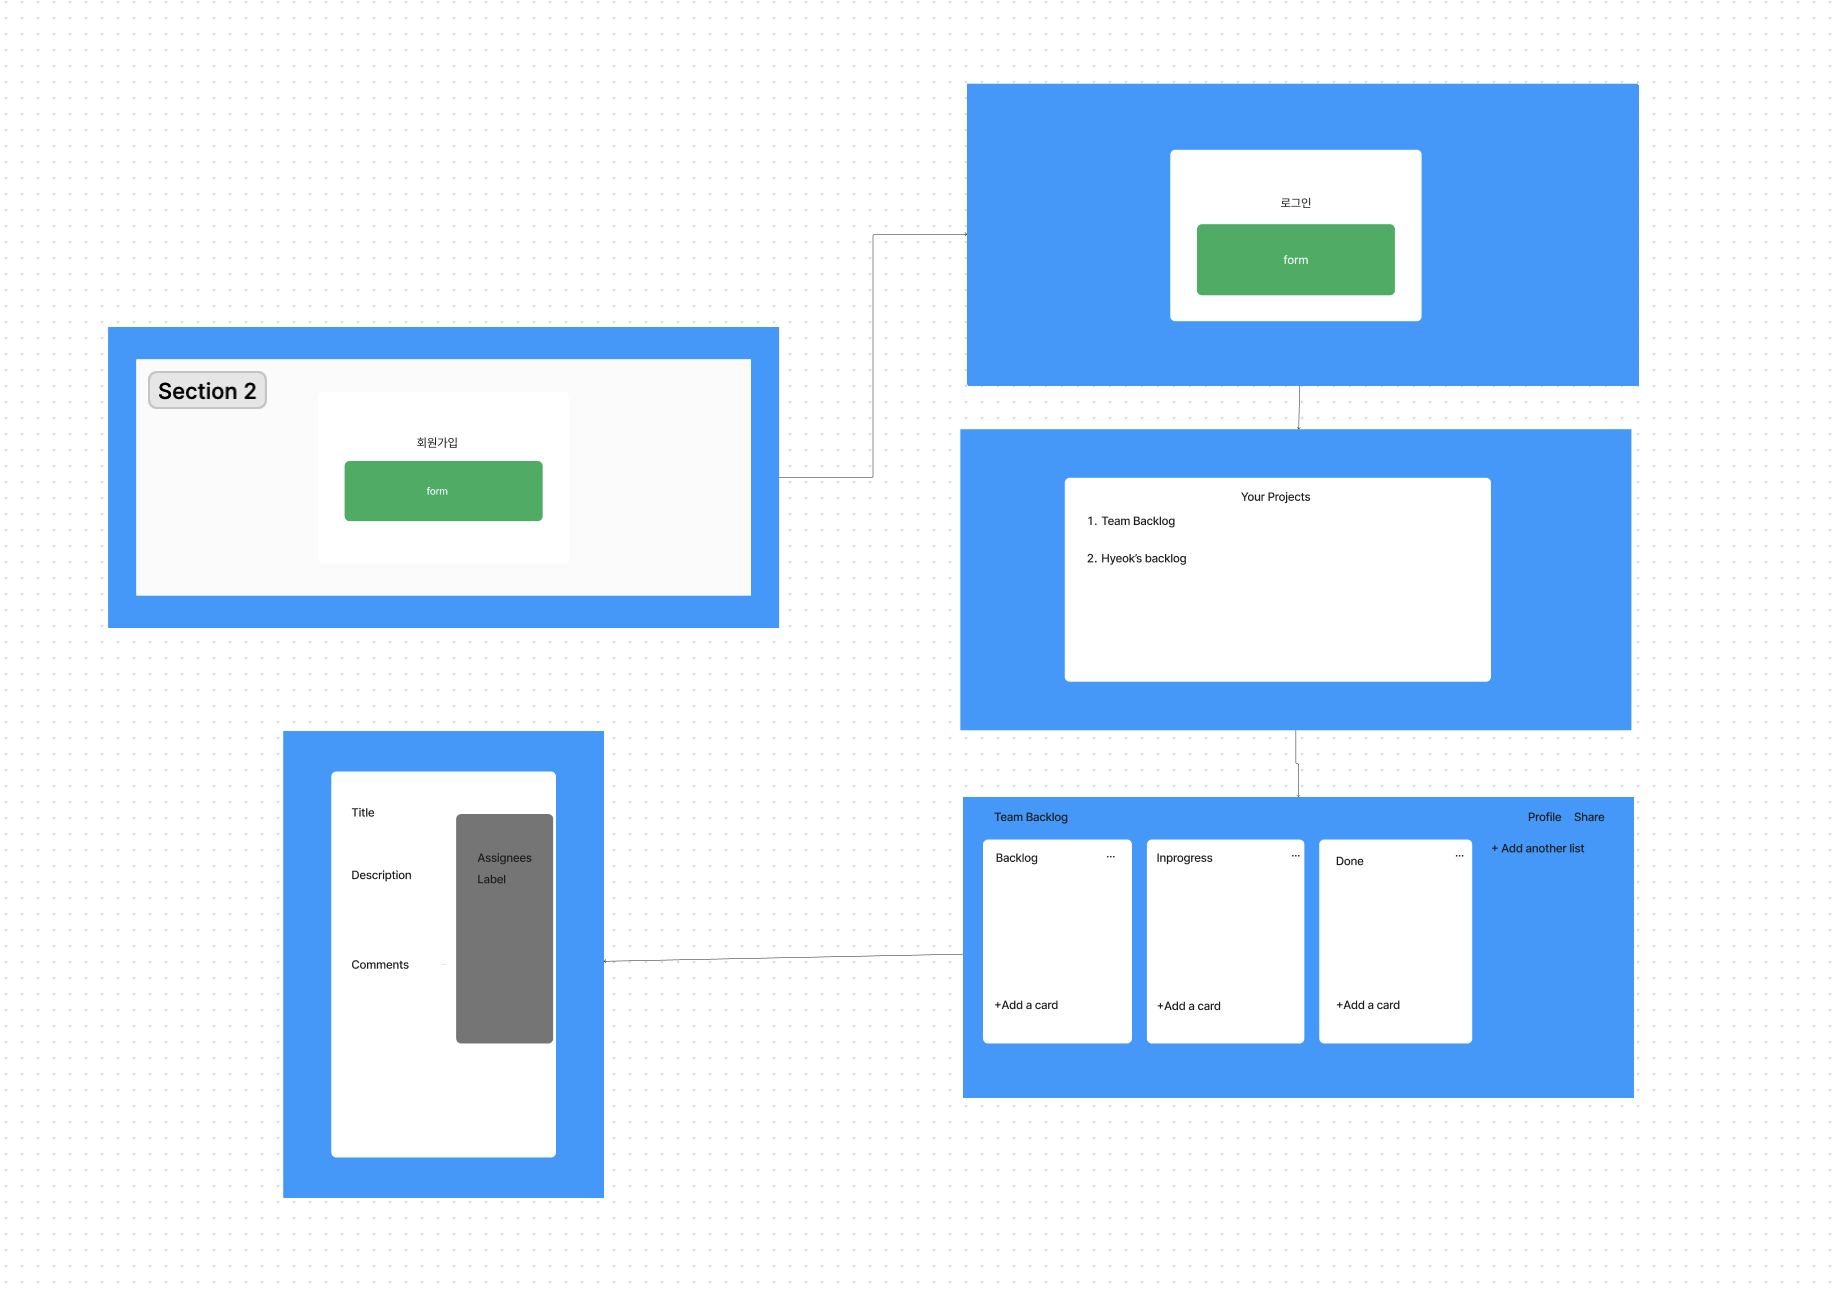 Section 2
회원가입
form
로그인
form
Your Projects
1. Team Backlog
2. Hyeok's backlog
Team Backlog
Profile
Share
Backlog
...
Inprogress
...
Done
...
+ Add another list
+Add a card
+Add a card
+Add a card
Title
Description
Comments
Assignees
Label